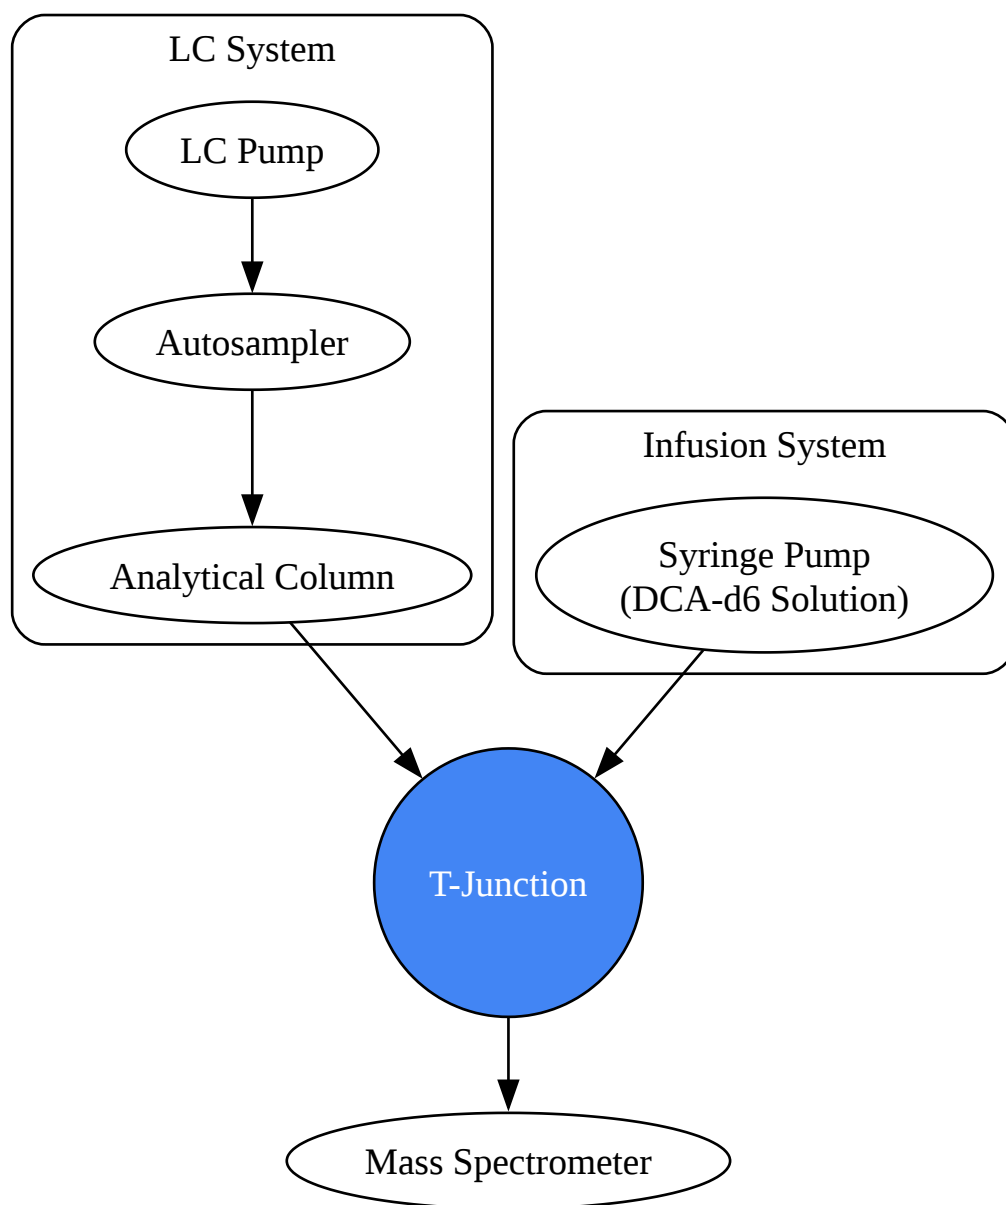 LC System
LC Pump
Autosampler
Analytical Column
Infusion System
Syringe Pump
(DCA-d6 Solution)
T-Junction
Mass Spectrometer